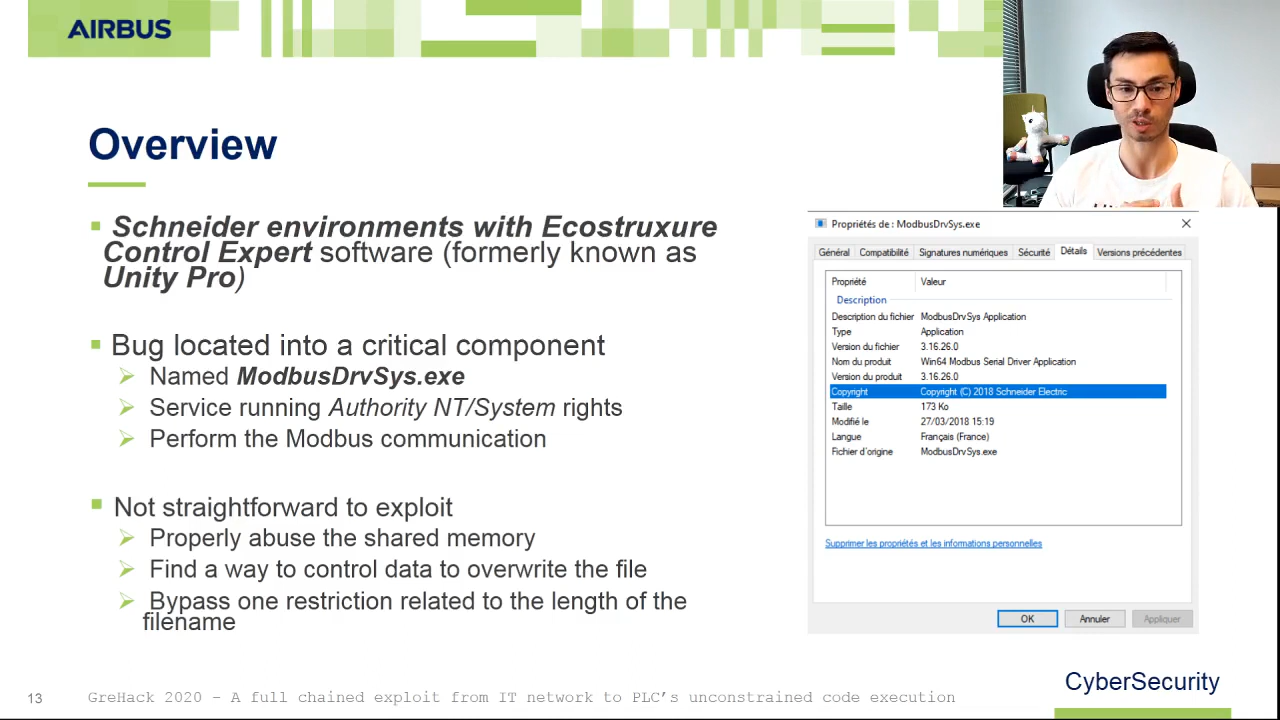 AIRBUS
Overview
Schneider environments with Ecostruxure
Control Expert software (formerly known as
Unity Pro)
Bug located into a critical component
Named ModbusDrvSys.exe
Service running Authority NT/System rights
Perform the Modbus communication
Not straightforward to exploit
Properly abuse the shared memory
Find a way to control data to overwrite the file
Bypass one restriction related to the length of the
filename
Propriétés de : ModbusDrvSys.exe
Général Compatibilité Signatures numériques Sécurité Détails Versions précédentes
Propriété Valeur
Description
Description du fichier ModbusDrvSys Application
Type Application
Version du fichier 3.16.26.0
Nom du produit Win64 Modbus Serial Driver Application
Version du produit 3.16.26.0
Copyright Copyright (C) 2018 Schneider Electric
Taille 173 Ko
Modifié le 27/03/2018 15:19
Langue Français (France)
Fichier d'origine ModbusDrvSys.exe
Supprimer les propriétés et les informations personnelles
OK Annuler Appliquer
CyberSecurity
13 GreHack 2020 - A full chained exploit from IT network to PLC's unconstrained code execution